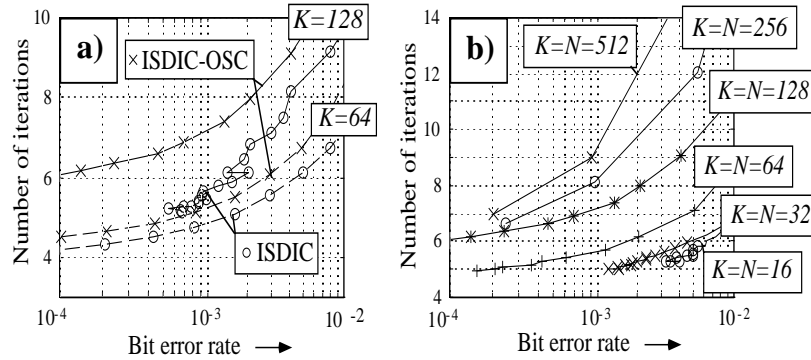 a)
K=128
ISDIC-OSC
K=64
ISDIC
Number of iterations
10
8
6
4
10-4
10-3
10-2
Bit error rate
b)
K=N=512
K=N=256
K=N=128
K=N=64
K=N=32
K=N=16
Number of iterations
14
12
10
8
6
5
4
10-4
10-3
10-2
Bit error rate